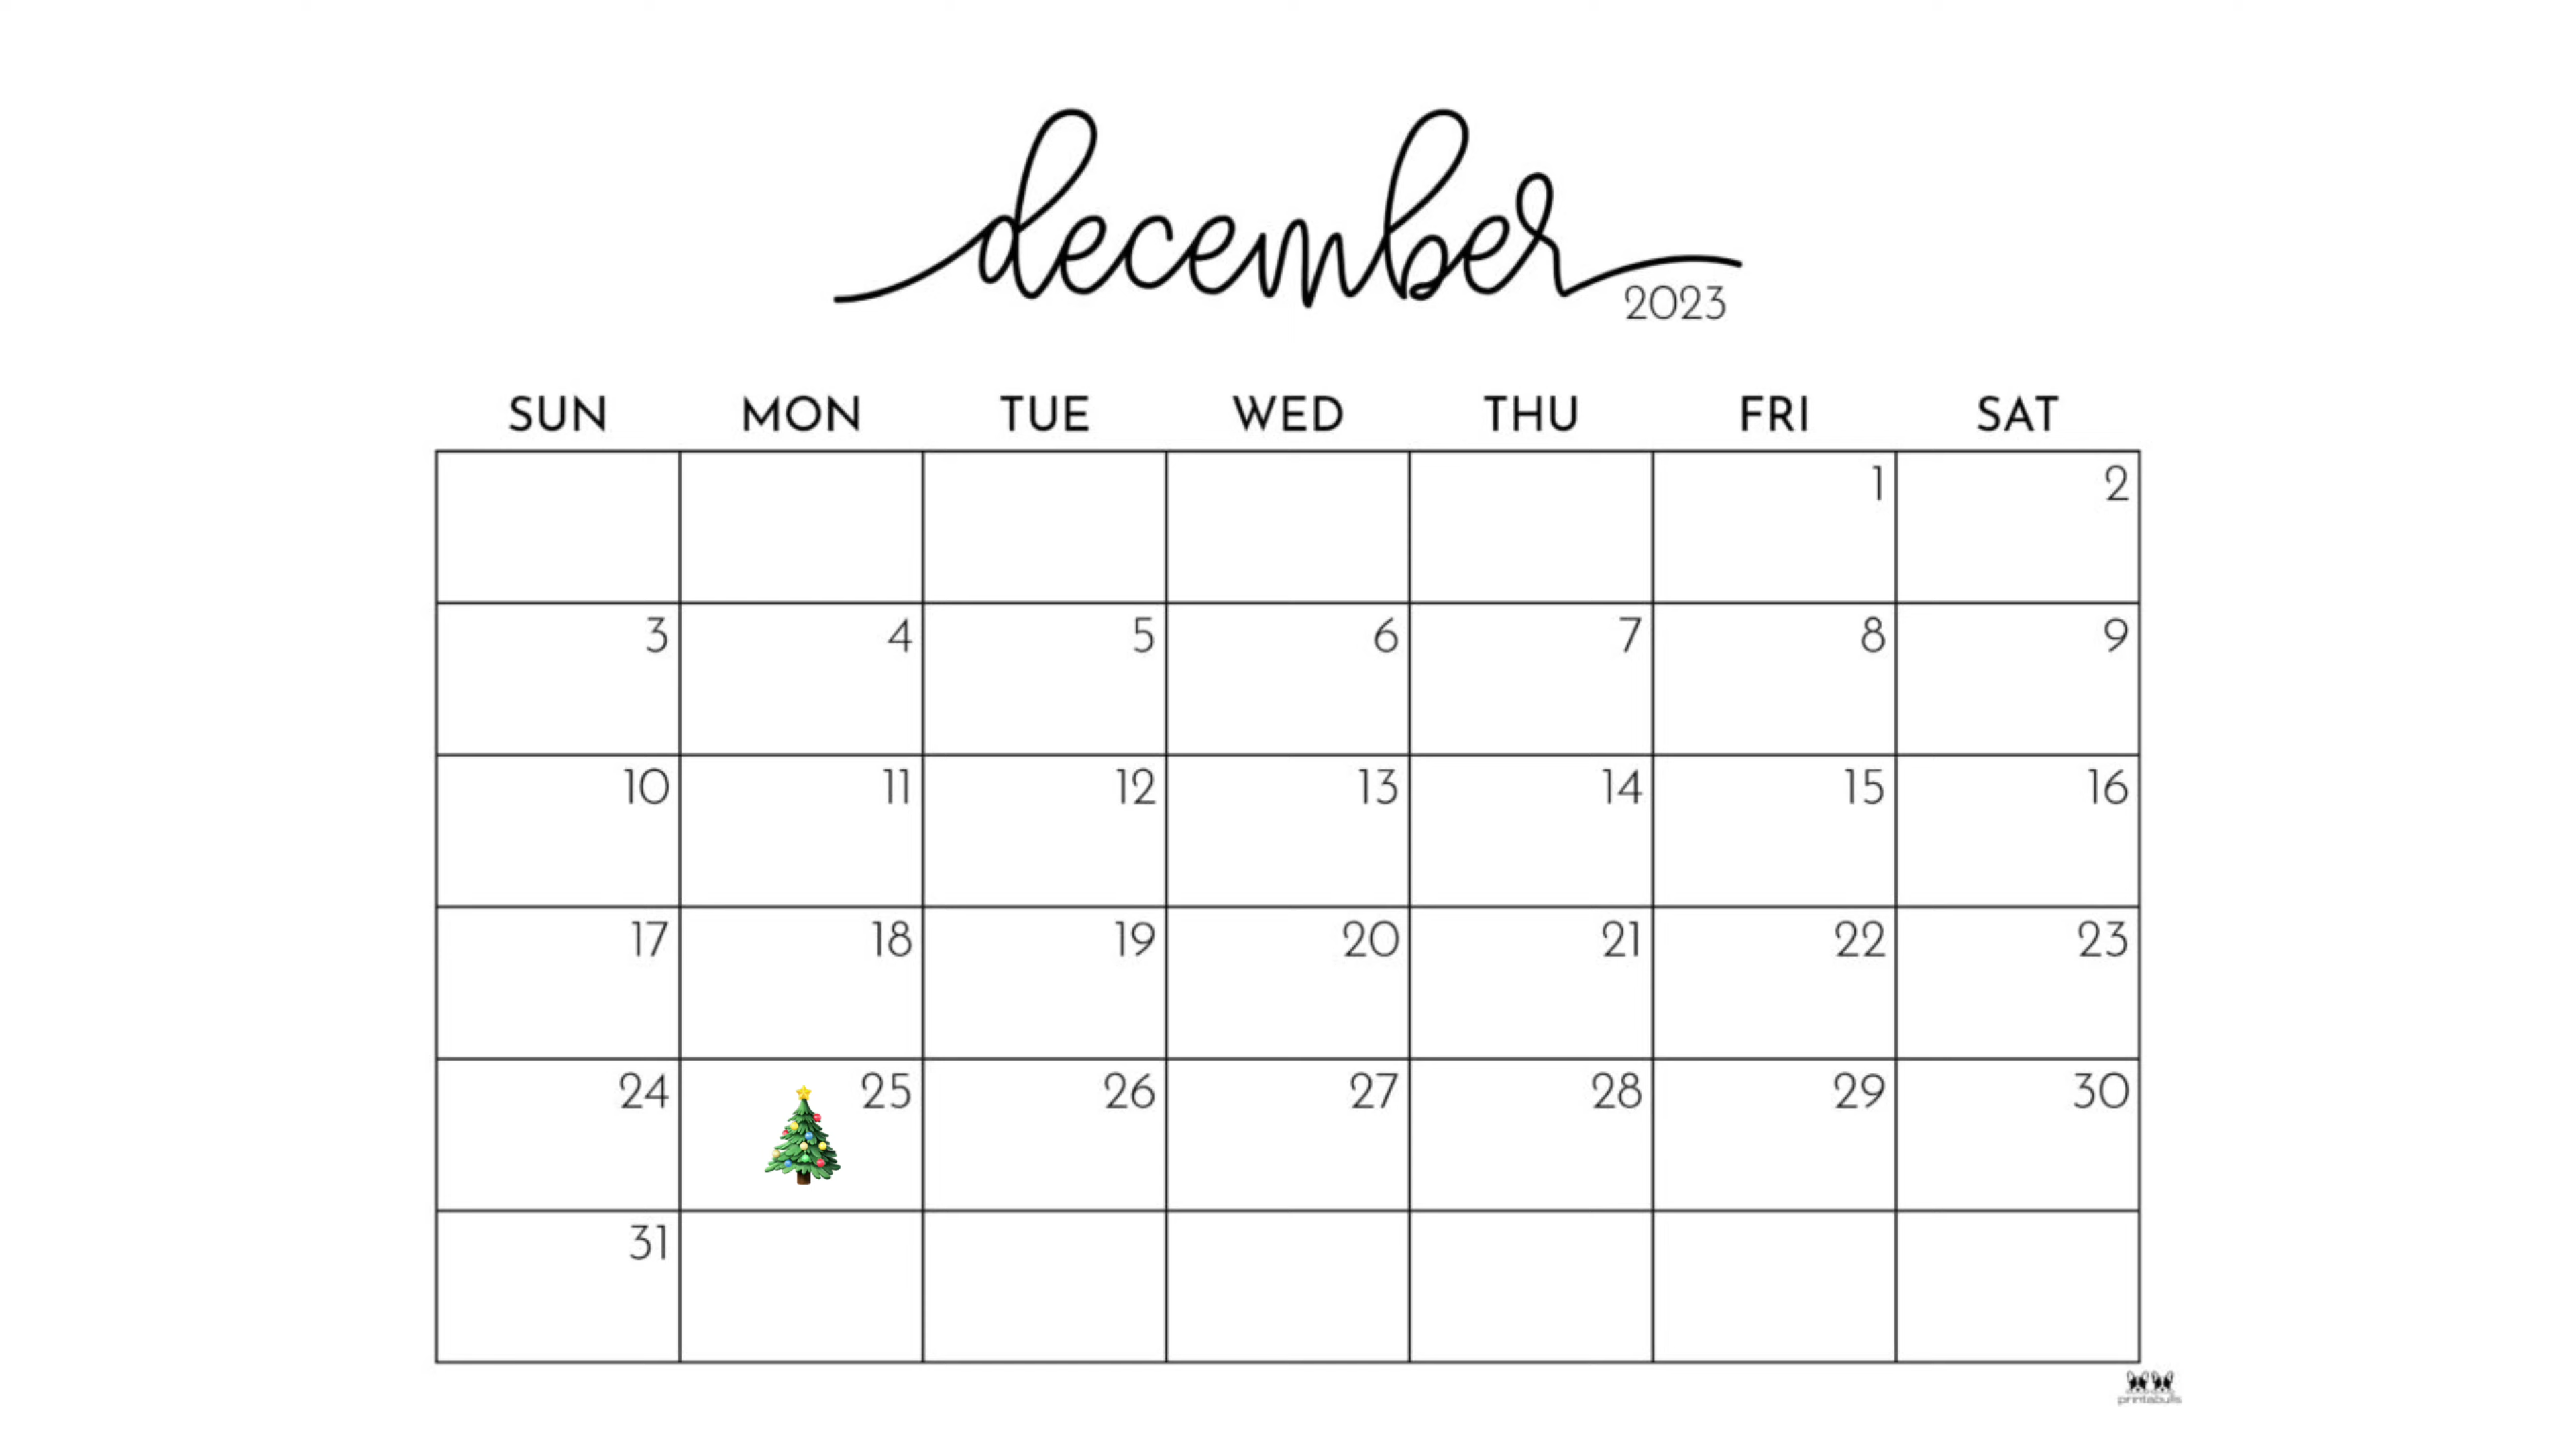 december
2023
SUN MON TUE WED THU FRI SAT
1 2
3 4 5 6 7 8 9
10 11 12 13 14 15 16
17 18 19 20 21 22 23
24 25 26 27 28 29 30
31
printabulls